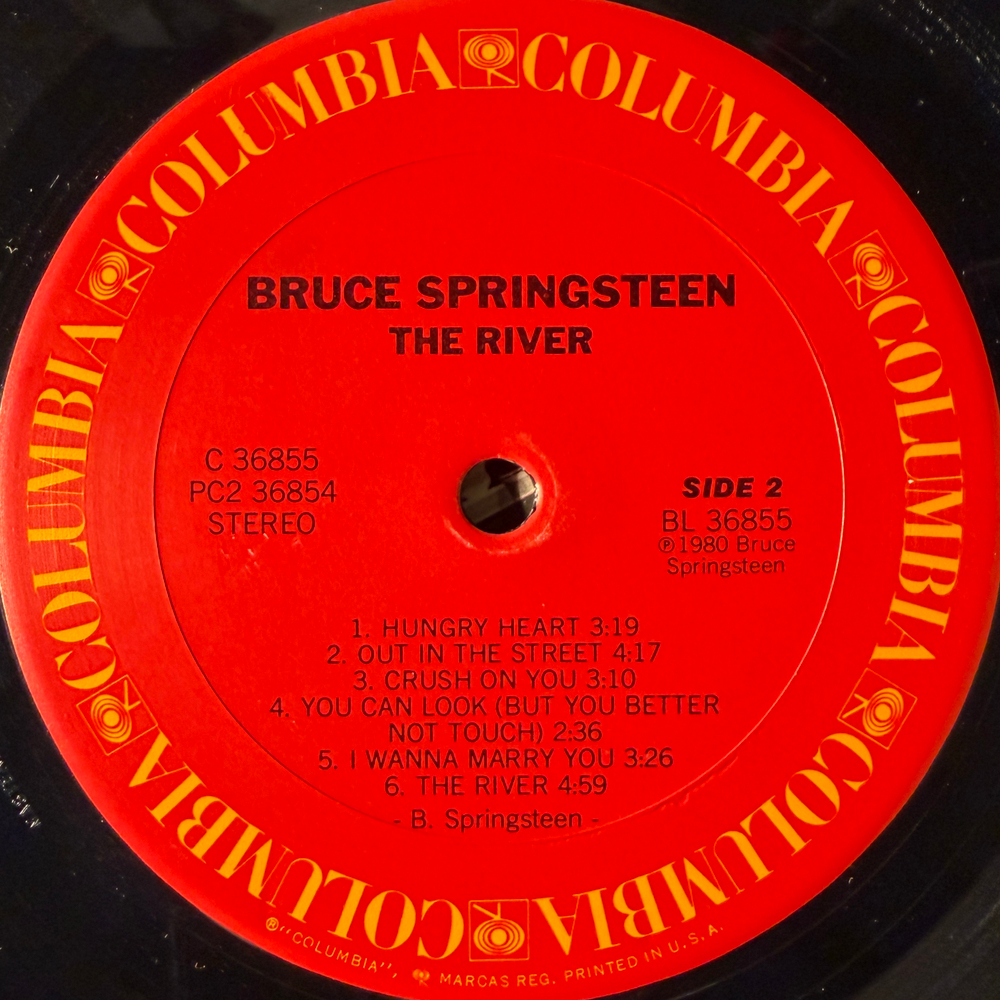 COLUMBIA COLUMBIA COLUMBIA COLUMBIA COLUMBIA COLUMBIA
BRUCE SPRINGSTEEN
THE RIVER
C 36855
PC2 36854
STEREO
SIDE 2
BL 36855
℗ 1980 Bruce
Springsteen
1. HUNGRY HEART 3:19
2. OUT IN THE STREET 4:17
3. CRUSH ON YOU 3:10
4. YOU CAN LOOK (BUT YOU BETTER
NOT TOUCH) 2:36
5. I WANNA MARRY YOU 3:26
6. THE RIVER 4:59
- B. Springsteen -
®"COLUMBIA", MARCAS REG. PRINTED IN U.S.A.